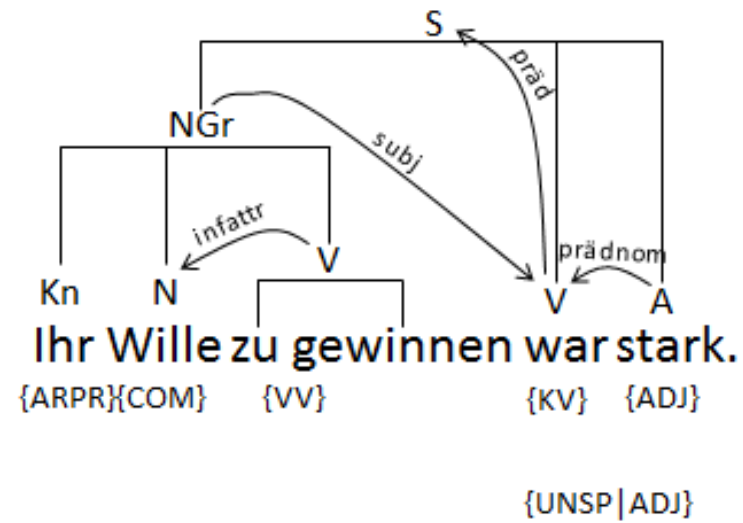 S
präd
NGr
subj
infattr
V
prädnom
Kn N V A
Ihr Wille zu gewinnen war stark.
{ARPR}{COM} {VV} {KV} {ADJ}
{UNSP|ADJ}